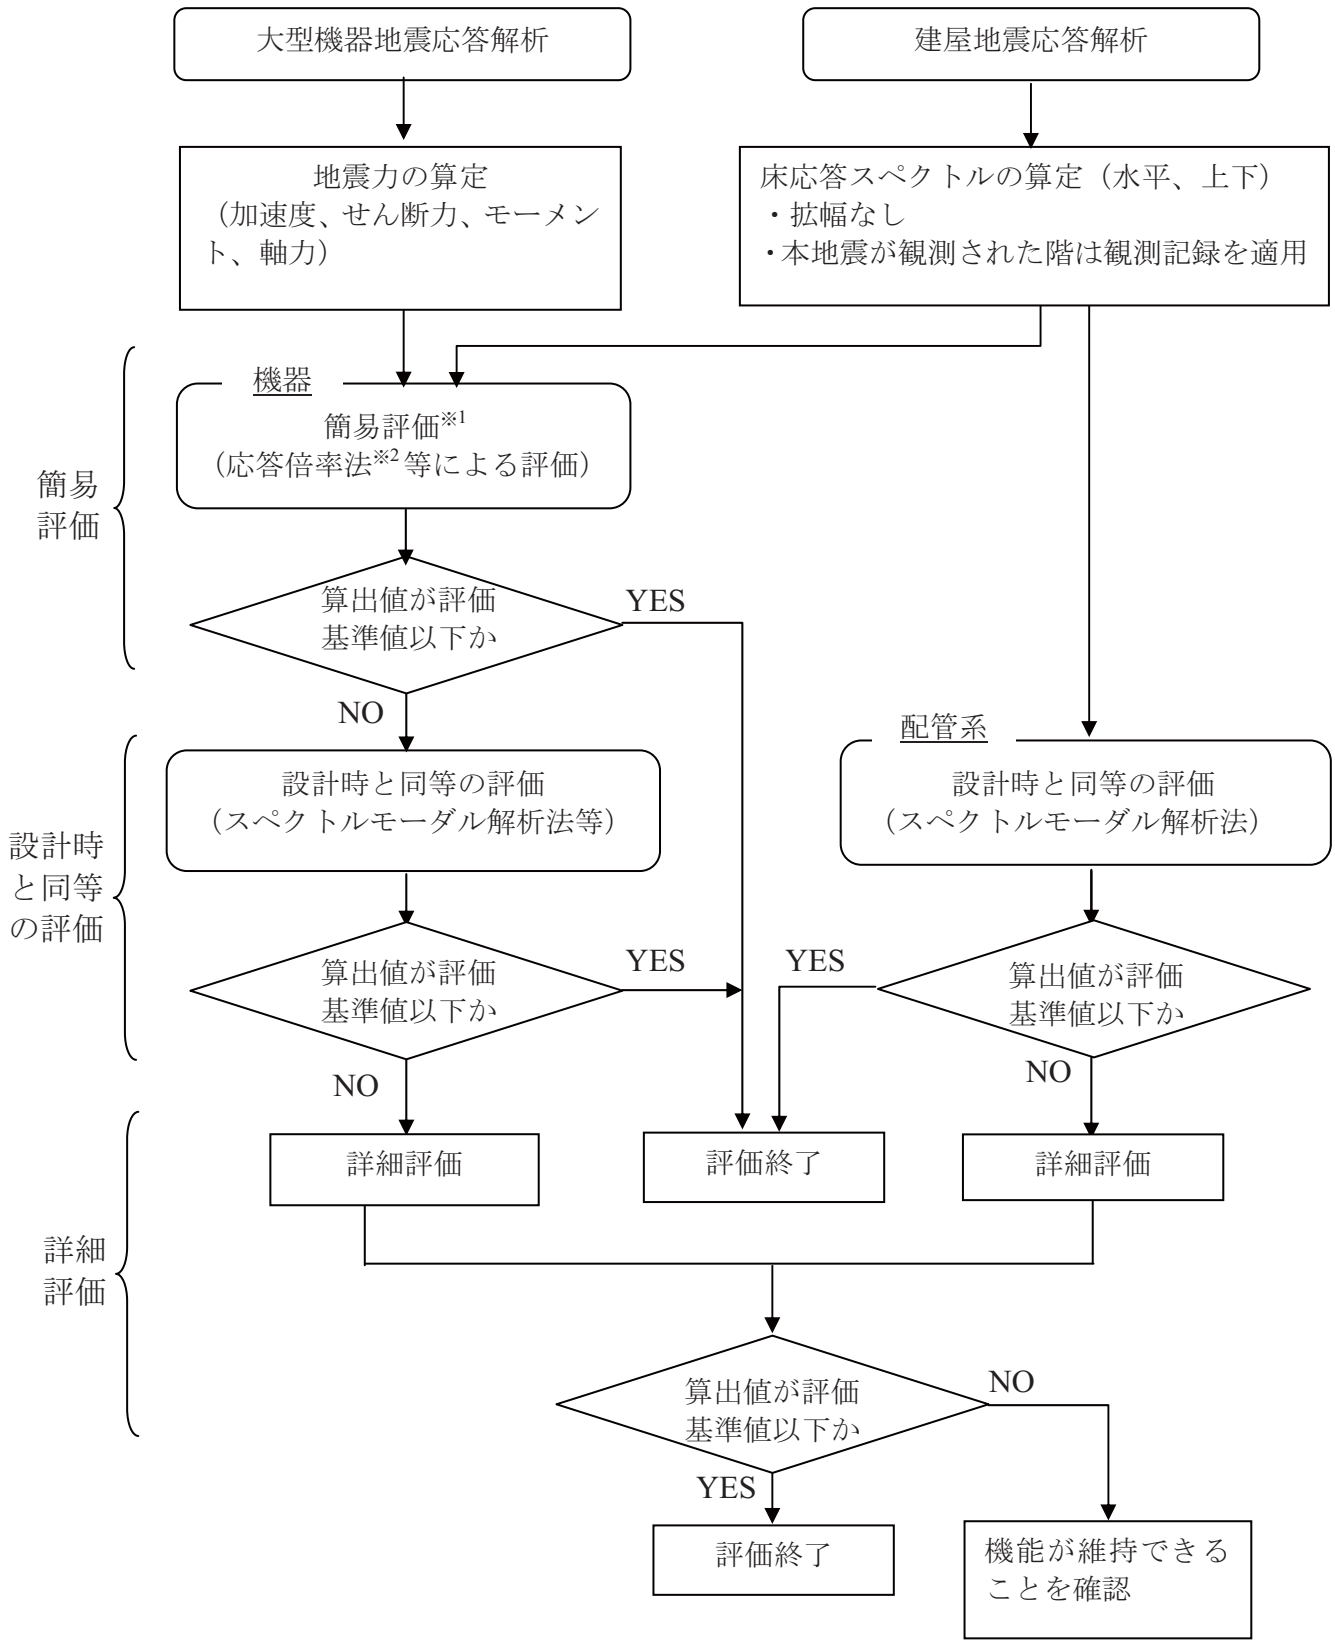 大型機器地震応答解析
建屋地震応答解析
地震力の算定
（加速度、せん断力、モーメン
ト、軸力）
床応答スペクトルの算定（水平、上下）
・拡幅なし
・本地震が観測された階は観測記録を適用
機器
簡易評価※1
（応答倍率法※2等による評価）
簡易
評価
算出値が評価
基準値以下か
YES
NO
配管系
設計時と同等の評価
（スペクトルモーダル解析法等）
設計時と同等の評価
（スペクトルモーダル解析法）
設計時
と同等
の評価
算出値が評価
基準値以下か
YES
YES
算出値が評価
基準値以下か
NO
NO
詳細評価
評価終了
詳細評価
詳細
評価
算出値が評価
基準値以下か
NO
YES
評価終了
機能が維持できる
ことを確認